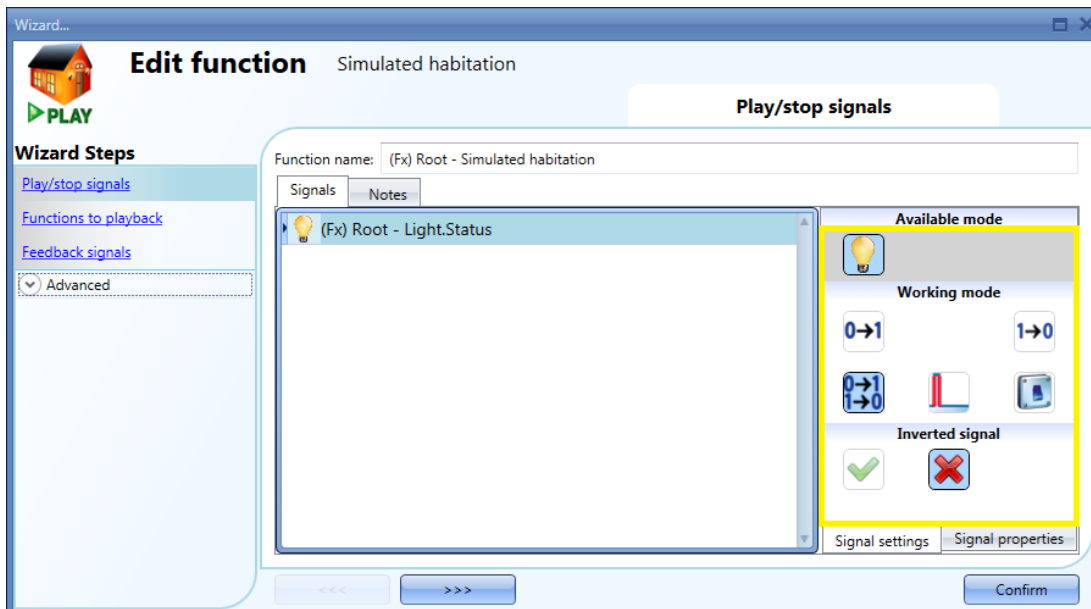 Wizard...
Edit function Simulated habitation
PLAY
Play/stop signals
Wizard Steps
Play/stop signals
Functions to playback
Feedback signals
Advanced
Function name: (Fx) Root - Simulated habitation
Signals Notes
(Fx) Root - Light.Status
Available mode
Working mode
0→1 1→0
0→1
1→0
Inverted signal
Signal settings Signal properties
<<< >>> Confirm